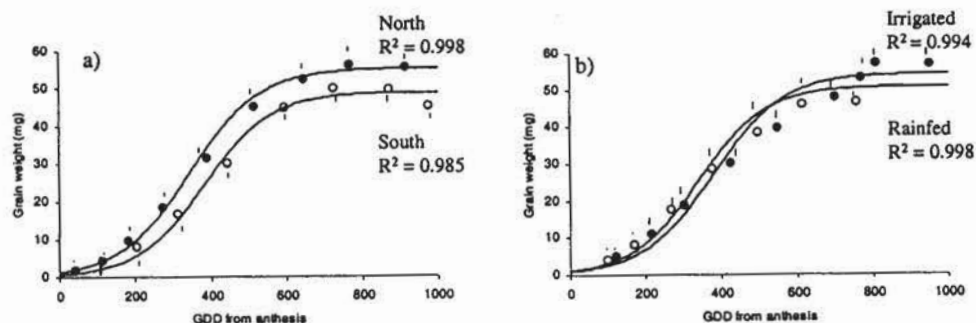 North
R² = 0.998
a)
South
R² = 0.985
60
50
40
30
20
10
0
Grain weight (mg)
0 200 400 600 800 1000
GDD from anthesis
Irrigated
R² = 0.994
b)
Rainfed
R² = 0.998
60
50
40
30
20
10
0
Grain weight (mg)
0 200 400 600 800 1000
GDD from anthesis